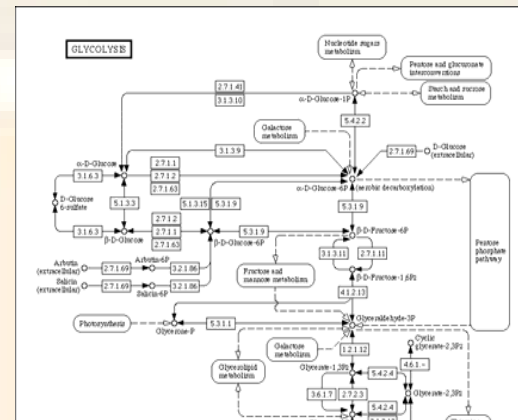 GLYCOLYSIS
Nucleotide sugars
metabolism
Pentose and glucuronate
interconversions
Starch and sucrose
metabolism
2.7.1.41
3.1.3.10
α-D-Glucose-1P
5.4.2.2
Galactose
metabolism
3.1.3.9
2.7.1.69
D-Glucose
(extracellular)
α-D-Glucose
3.1.6.3
2.7.1.1
2.7.1.2
2.7.1.63
α-D-Glucose-6P
(aerobic decarboxylation)
D-Glucose
6-sulfate
5.1.3.3
5.1.3.15
5.3.1.9
5.3.1.9
2.7.1.2
2.7.1.1
2.7.1.63
3.1.6.3
β-D-Glucose
β-D-Glucose-6P
5.3.1.9
β-D-Fructose-6P
Pentose
phosphate
pathway
Arbutin
(extracellular)
2.7.1.69
Arbutin-6P
3.2.1.86
3.1.3.11
2.7.1.11
Salicin
(extracellular)
2.7.1.69
Salicin-6P
3.2.1.86
Fructose and
mannose metabolism
β-D-Fructose-1,6P2
4.1.2.13
Photosynthesis
Glycerone-P
5.3.1.1
Glyceraldehyde-3P
Galactose
metabolism
1.2.1.12
Cyclic
glycerate-2,3P2
Glycerolipid
metabolism
Glycerate-1,3P2
4.6.1.-
5.4.2.4
3.6.1.7
2.7.2.3
Glycerate-2,3P2
5.4.2.4